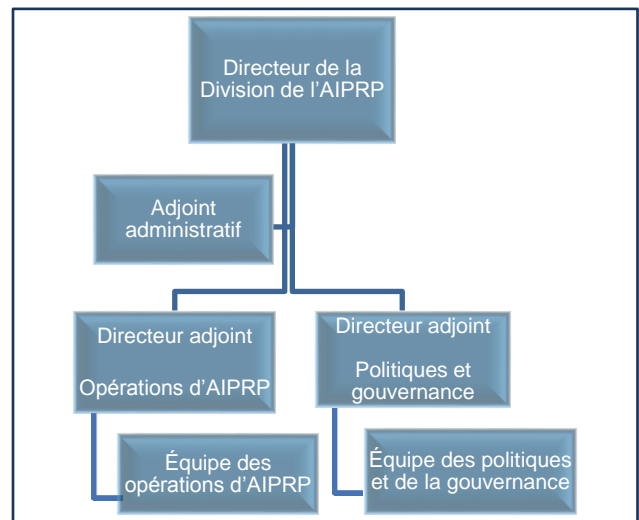 Directeur de la
Division de l'AIPRP
Adjoint
administratif
Directeur adjoint
Opérations d'AIPRP
Directeur adjoint
Politiques et
gouvernance
Équipe des
opérations d'AIPRP
Équipe des politiques
et de la gouvernance